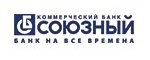 КОММЕРЧЕСКИЙ БАНК
СОЮЗНЫЙ
БАНК НА ВСЕ ВРЕМЕНА